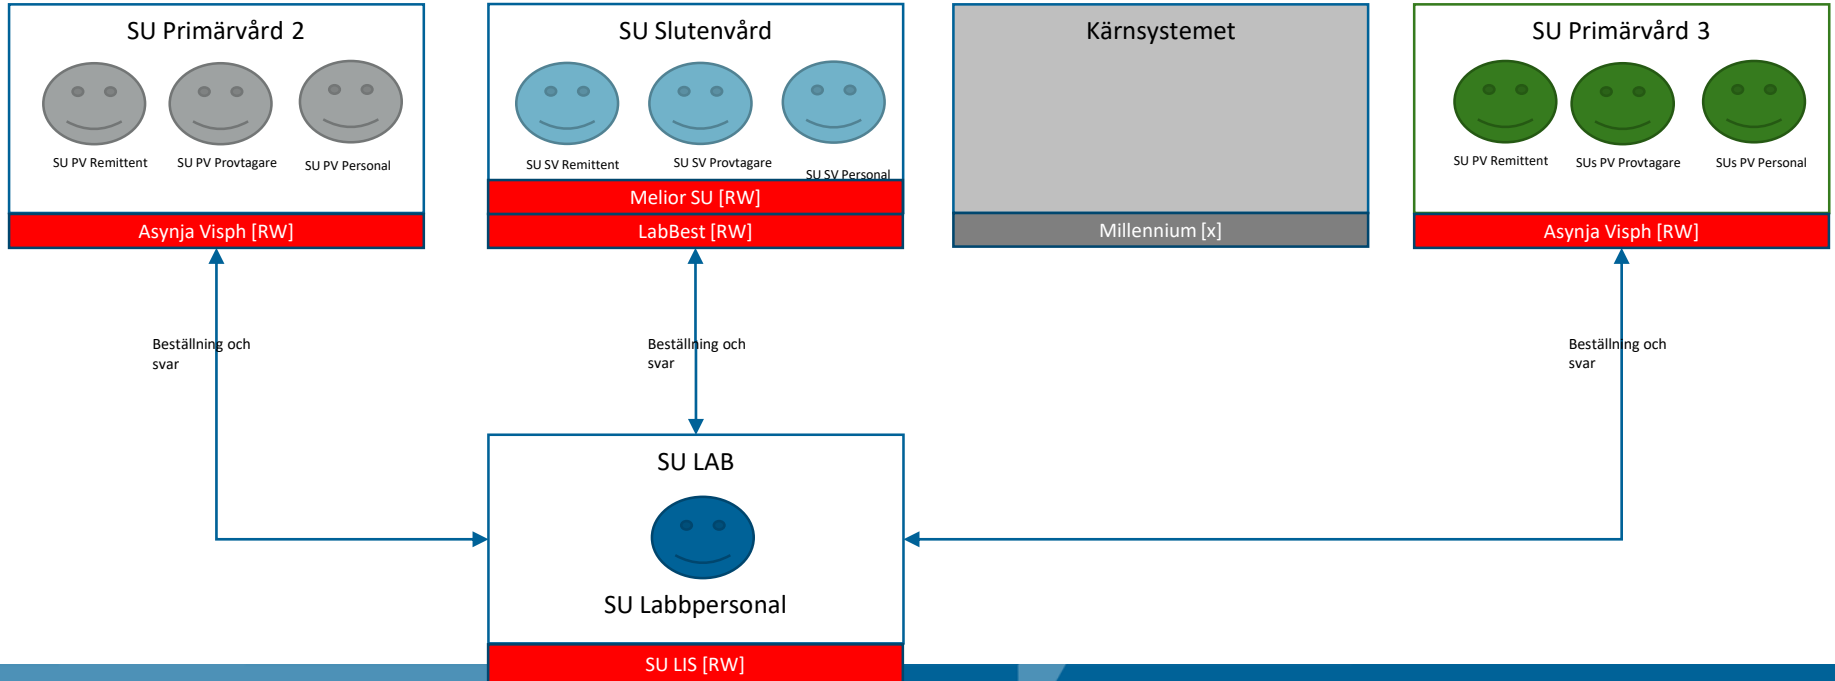 SU Primärvård 2
SU PV Remittent
SU PV Provtagare
SU PV Personal
Asynja Visph [RW]
SU Slutenvård
SU SV Remittent
SU SV Provtagare
SU SV Personal
Melior SU [RW]
LabBest [RW]
Kärnsystemet
Millennium [x]
SU Primärvård 3
SU PV Remittent
SUs PV Provtagare
SUs PV Personal
Asynja Visph [RW]
Beställning och
svar
Beställning och
svar
Beställning och
svar
SU LAB
SU Labbpersonal
SU LIS [RW]